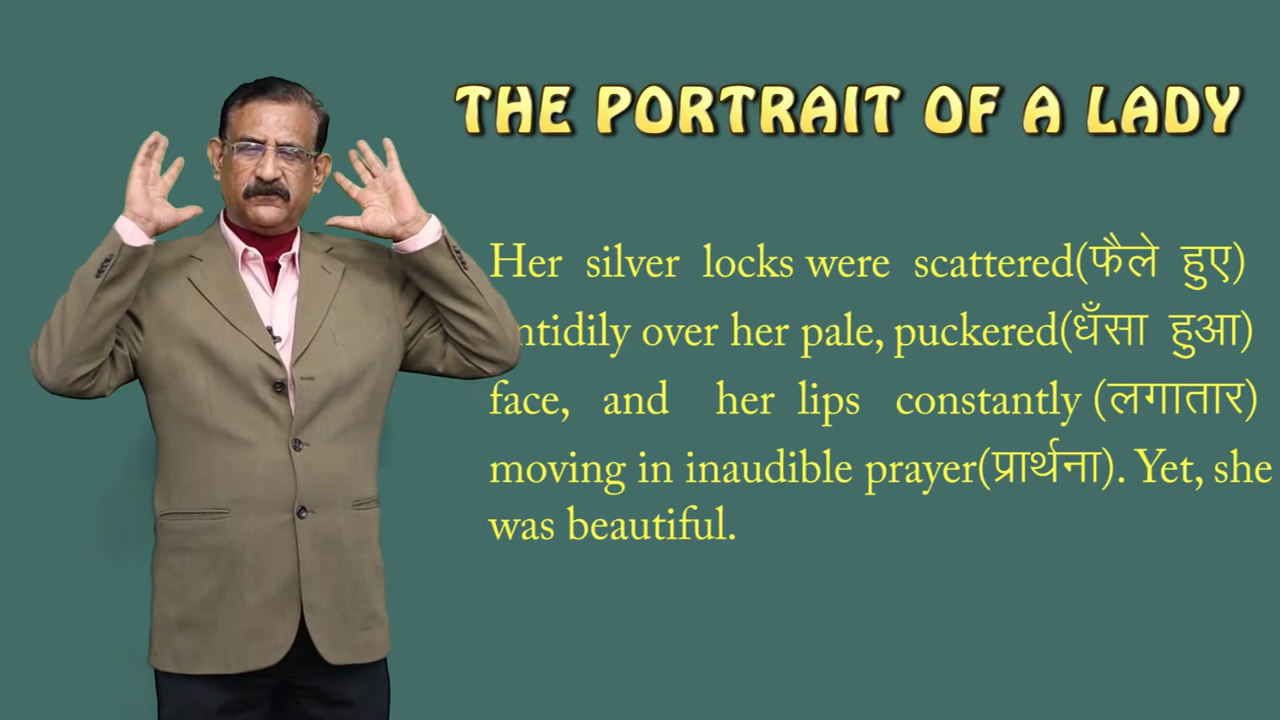 THE PORTRAIT OF A LADY
Her silver locks were scattered(फैले हुए)
over her pale, puckered(धँसा हुआ)
face, and her lips constantly (लगातार)
moving in inaudible prayer(प्रार्थना). Yet, she
was beautiful.